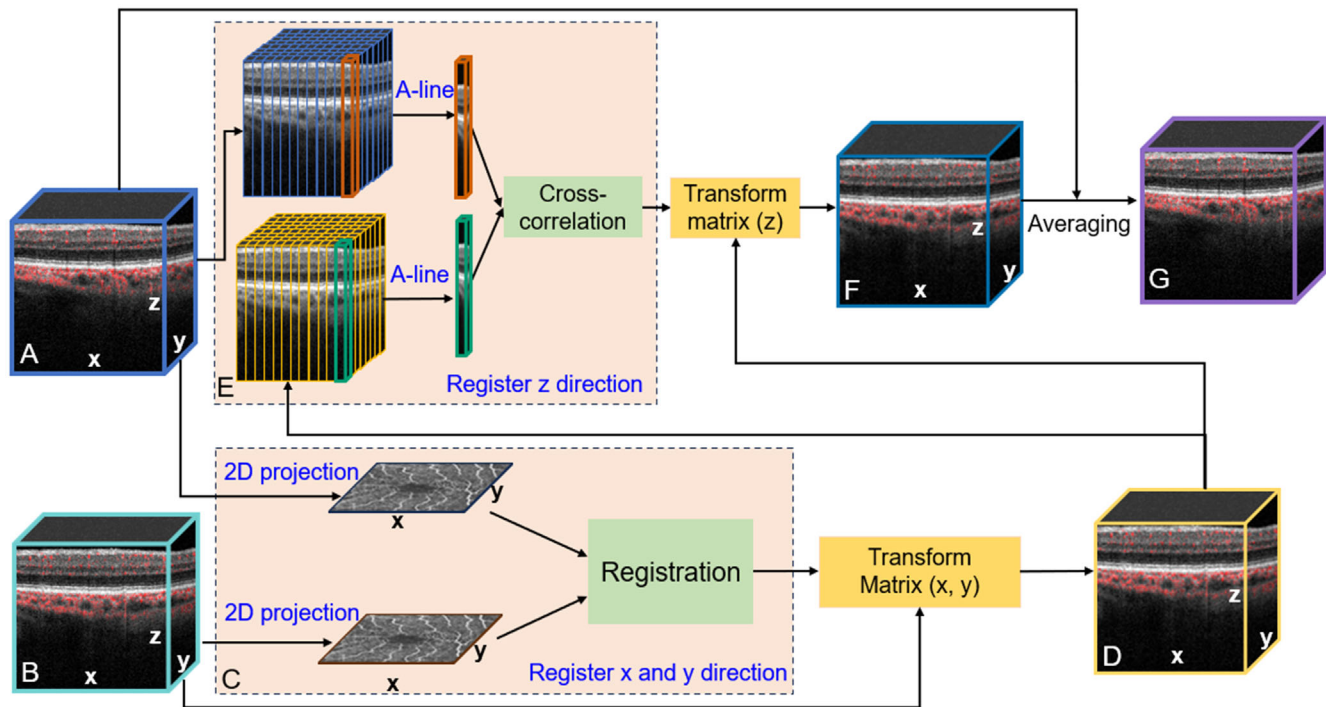 A-line
Cross-
correlation
Transform
matrix (z)
A-line
Averaging
z
y
x
A
E
Register z direction
z
y
x
F
G
2D projection
y
x
Registration
Transform
Matrix (x, y)
2D projection
y
x
C
Register x and y direction
z
y
x
B
z
y
x
D